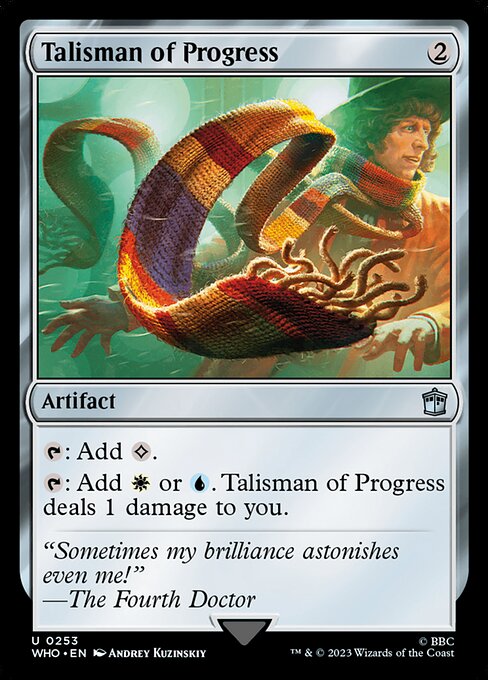 Talisman of Progress 2
Artifact
: Add .
: Add or . Talisman of Progress
deals 1 damage to you.
“Sometimes my brilliance astonishes
even me!”
—The Fourth Doctor
U 0253
WHO • EN Andrey Kuzinskiy
© BBC
™ & © 2023 Wizards of the Coast